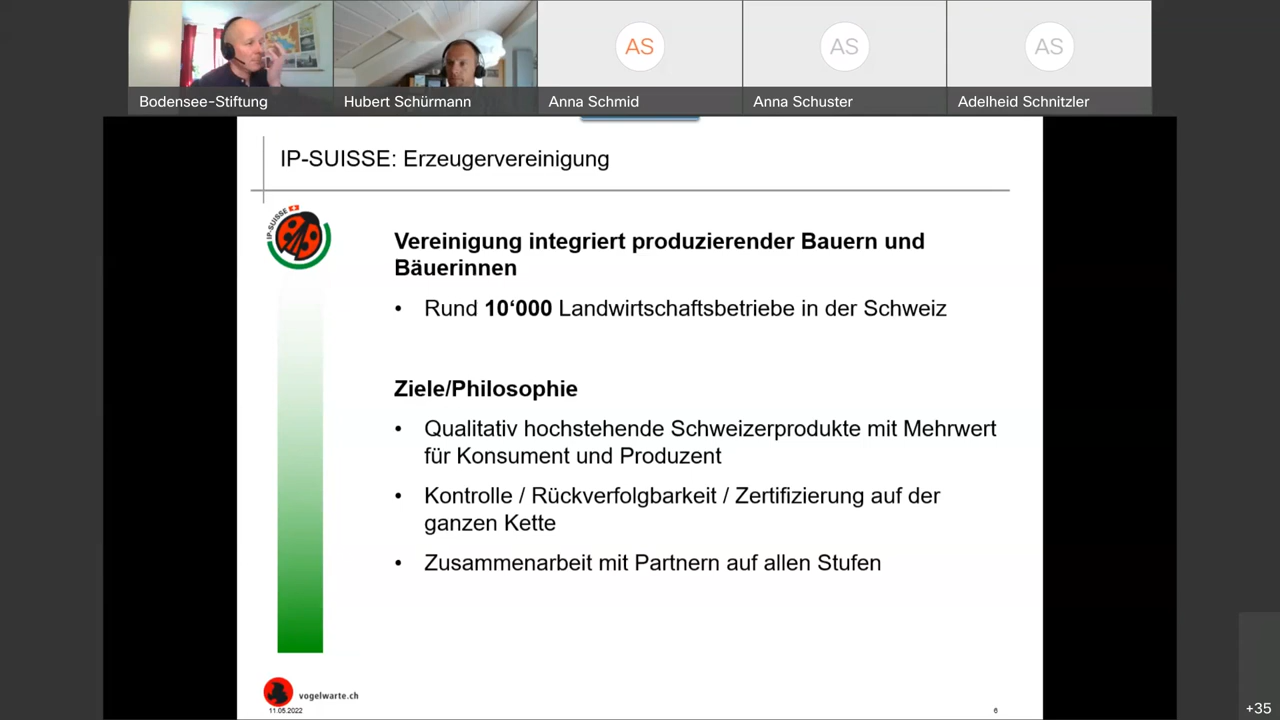 AS
AS
AS
Bodensee-Stiftung
Hubert Schürmann
Anna Schmid
Anna Schuster
Adelheid Schnitzler
IP-SUISSE: Erzeugervereinigung
IP-SUISSE
Vereinigung integriert produzierender Bauern und
Bäuerinnen
• Rund 10‘000 Landwirtschaftsbetriebe in der Schweiz
Ziele/Philosophie
• Qualitativ hochstehende Schweizerprodukte mit Mehrwert
für Konsument und Produzent
• Kontrolle / Rückverfolgbarkeit / Zertifizierung auf der
ganzen Kette
• Zusammenarbeit mit Partnern auf allen Stufen
vogelwarte.ch
11.05.2022
6
+35